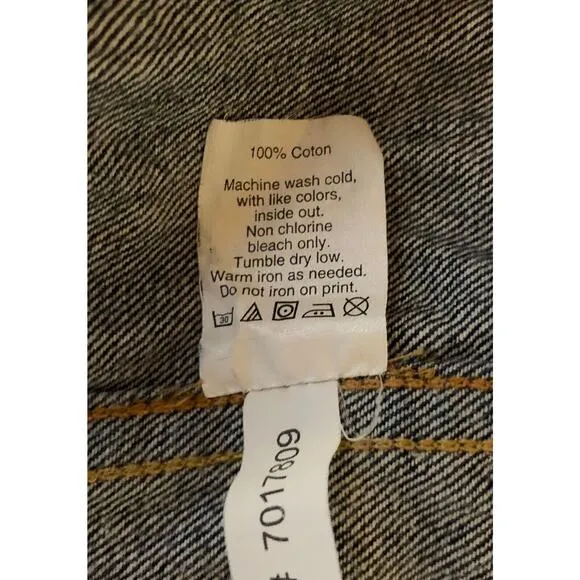 100% Coton
Machine wash cold,
with like colors,
inside out.
Non chlorine
bleach only.
Tumble dry low.
Warm iron as needed.
Do not iron on print.
30
# 7017809